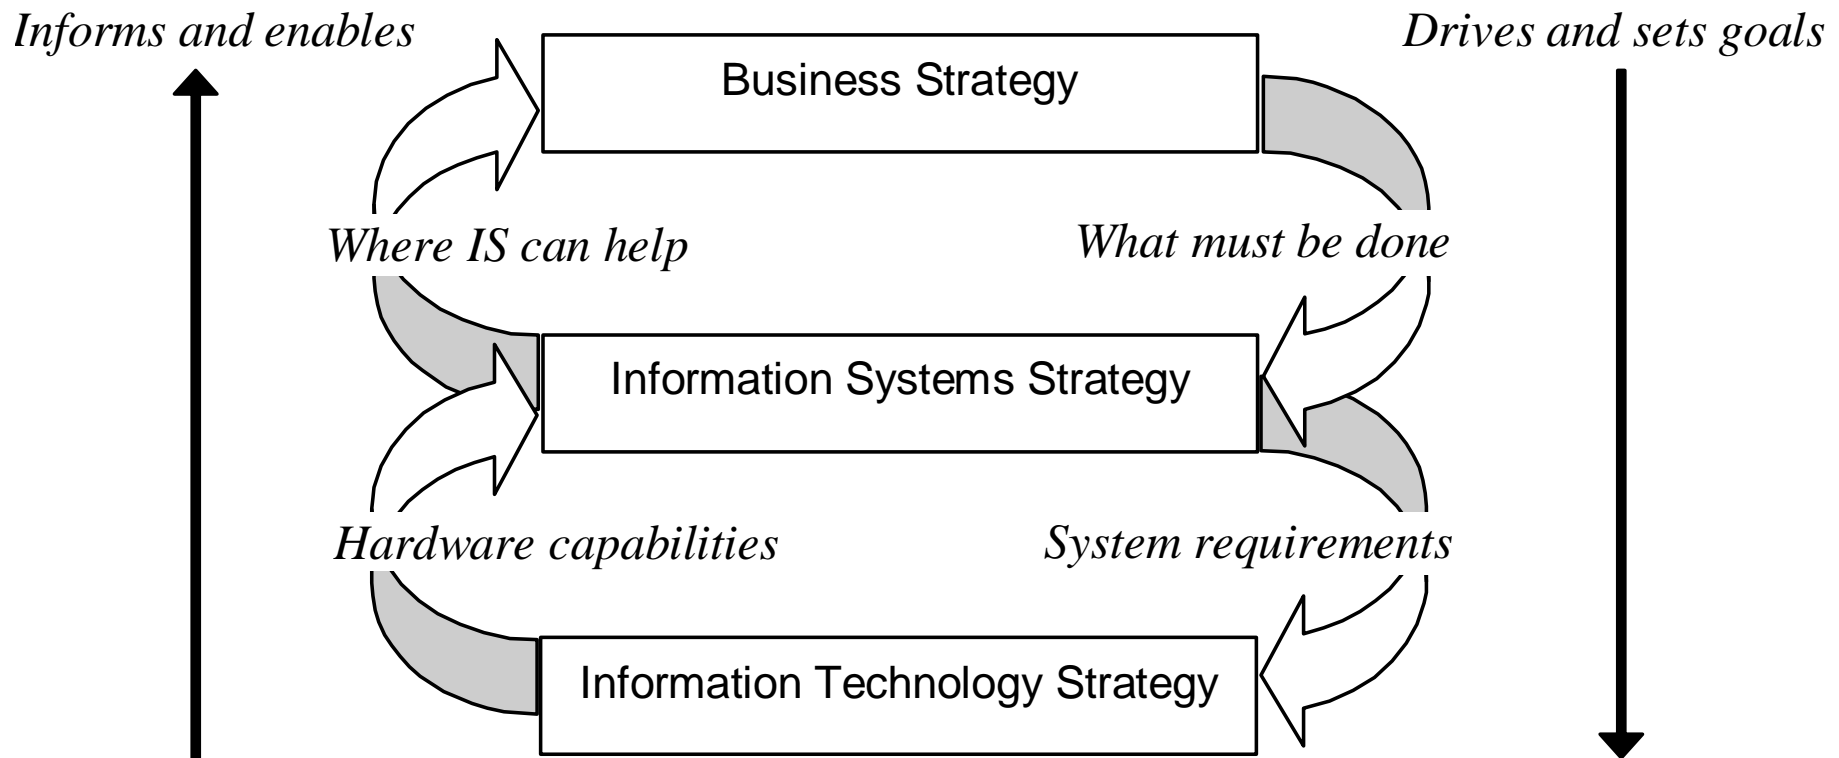 Informs and enables
Drives and sets goals
Business Strategy
Where IS can help
What must be done
Information Systems Strategy
Hardware capabilities
System requirements
Information Technology Strategy